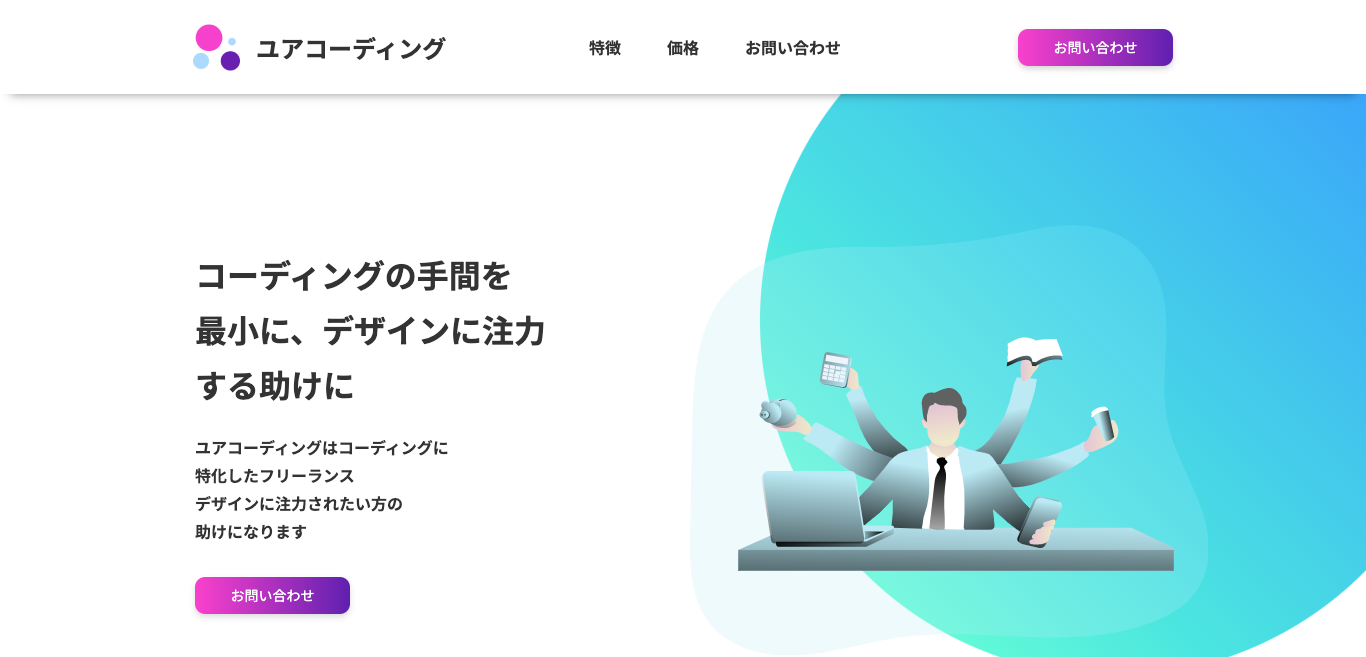 ユアコーディング
特徴
価格
お問い合わせ
お問い合わせ
コーディングの手間を
最小に、デザインに注力
する助けに
ユアコーディングはコーディングに
特化したフリーランス
デザインに注力されたい方の
助けになります
お問い合わせ